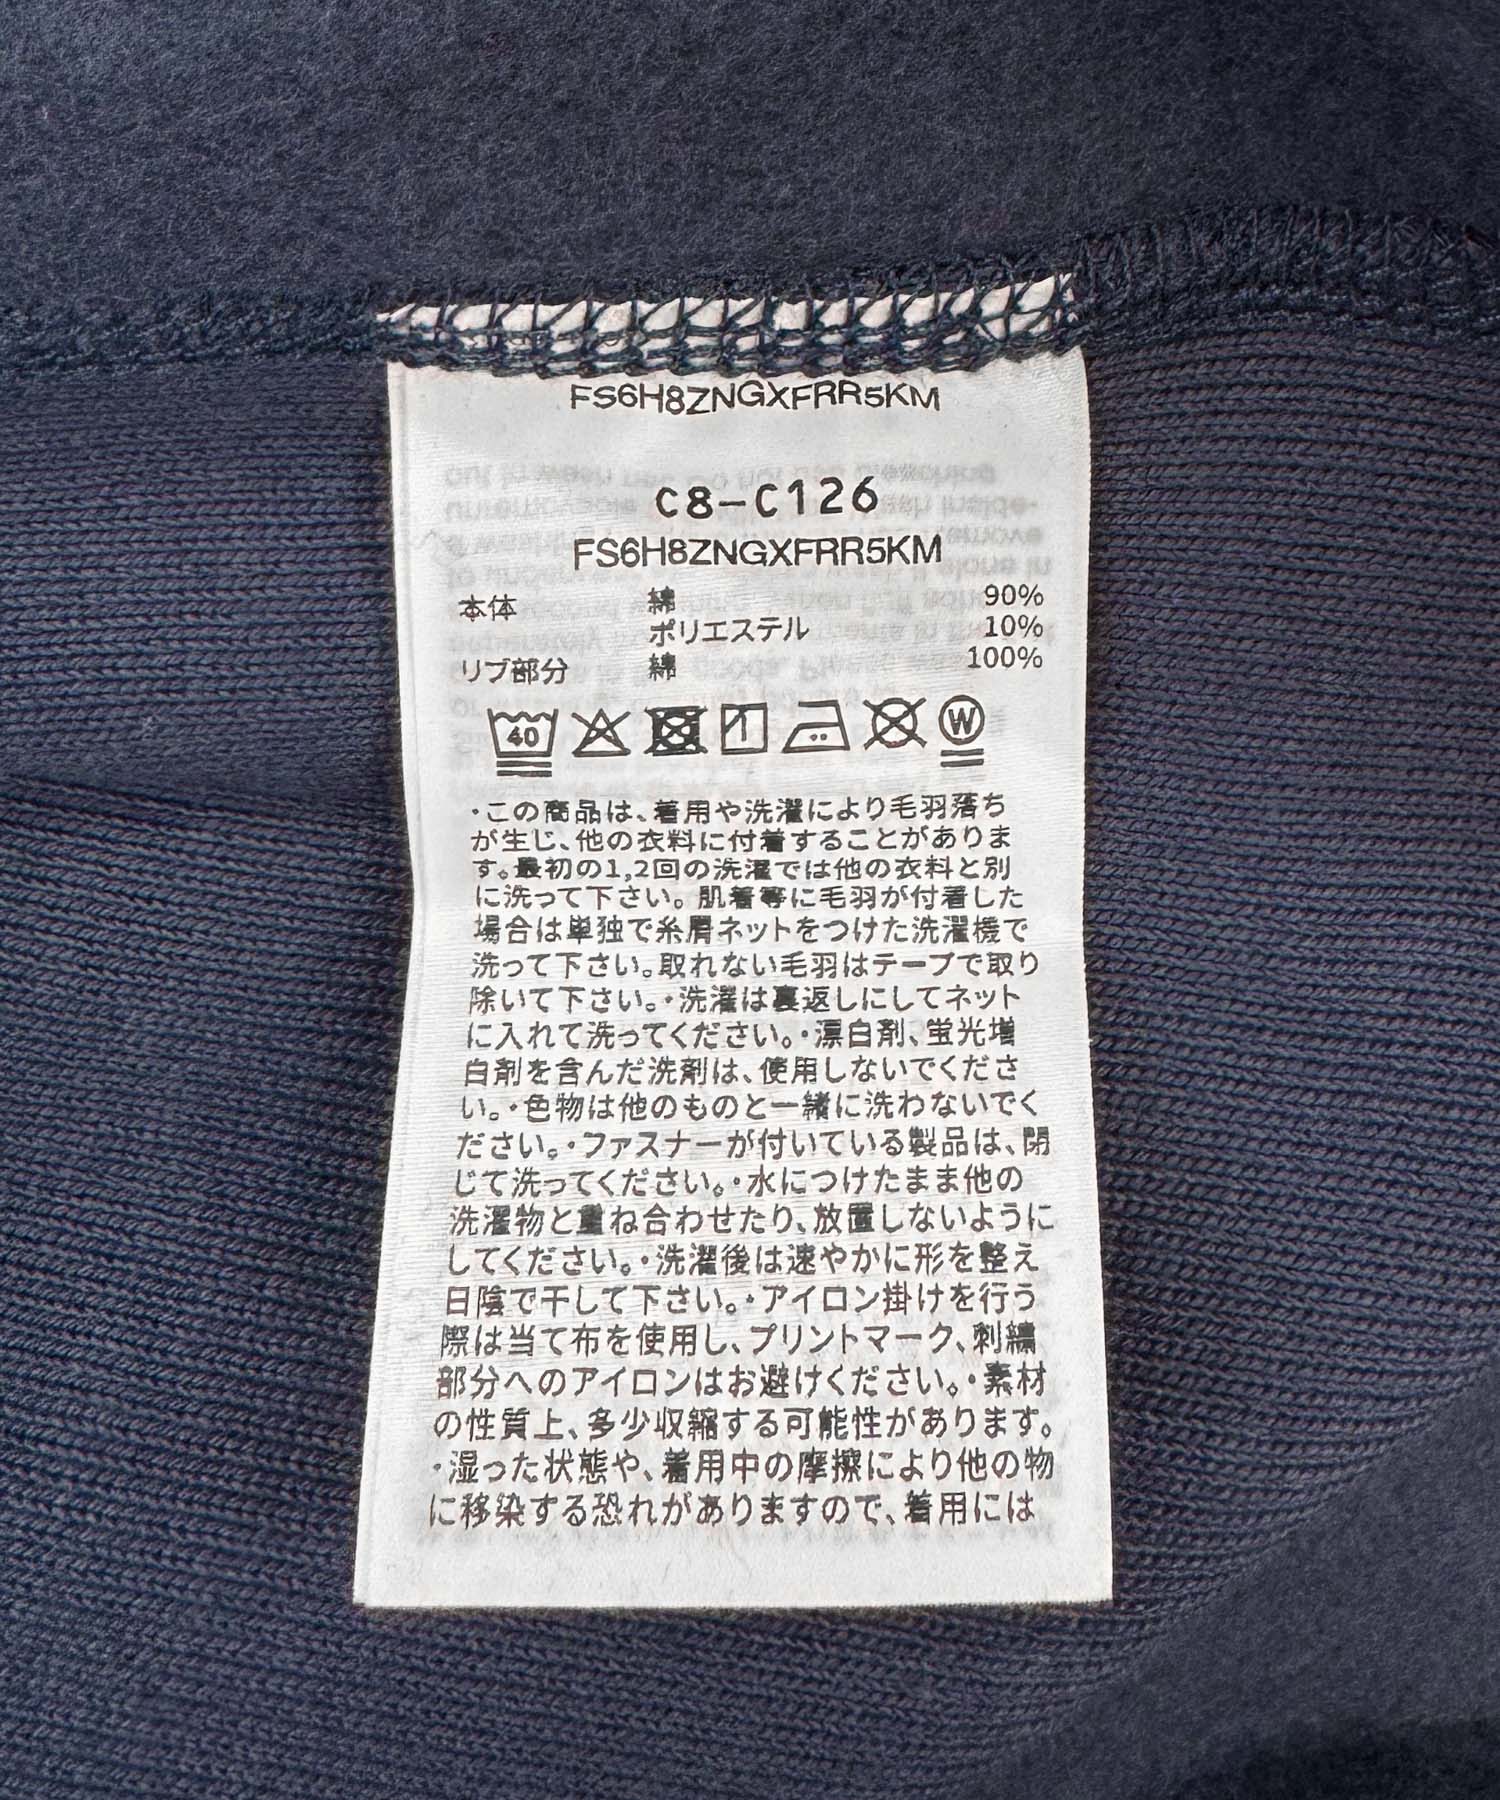 FS6H8ZNGXFRR5KM
C8-C126
FS6H8ZNGXFRR5KM
本体 綿 90%
ポリエステル 10%
リブ部分 綿 100%
40 W
・この商品は、着用や洗濯により毛羽落ち
が生じ、他の衣料に付着することがありま
す。最初の1,2回の洗濯では他の衣料と別
に洗って下さい。肌着等に毛羽が付着した
場合は単独で糸屑ネットをつけた洗濯機で
洗って下さい。取れない毛羽はテープで取り
除いて下さい。・洗濯は裏返しにしてネット
に入れて洗ってください。・漂白剤、蛍光増
白剤を含んだ洗剤は、使用しないでくださ
い。・色物は他のものと一緒に洗わないでく
ださい。・ファスナーが付いている製品は、閉
じて洗ってください。・水につけたまま他の
洗濯物と重ね合わせたり、放置しないように
してください。・洗濯後は速やかに形を整え
日陰で干して下さい。・アイロン掛けを行う
際は当て布を使用し、プリントマーク、刺繍
部分へのアイロンはお避けください。・素材
の性質上、多少収縮する可能性があります。
・湿った状態や、着用中の摩擦により他の物
に移染する恐れがありますので、着用には